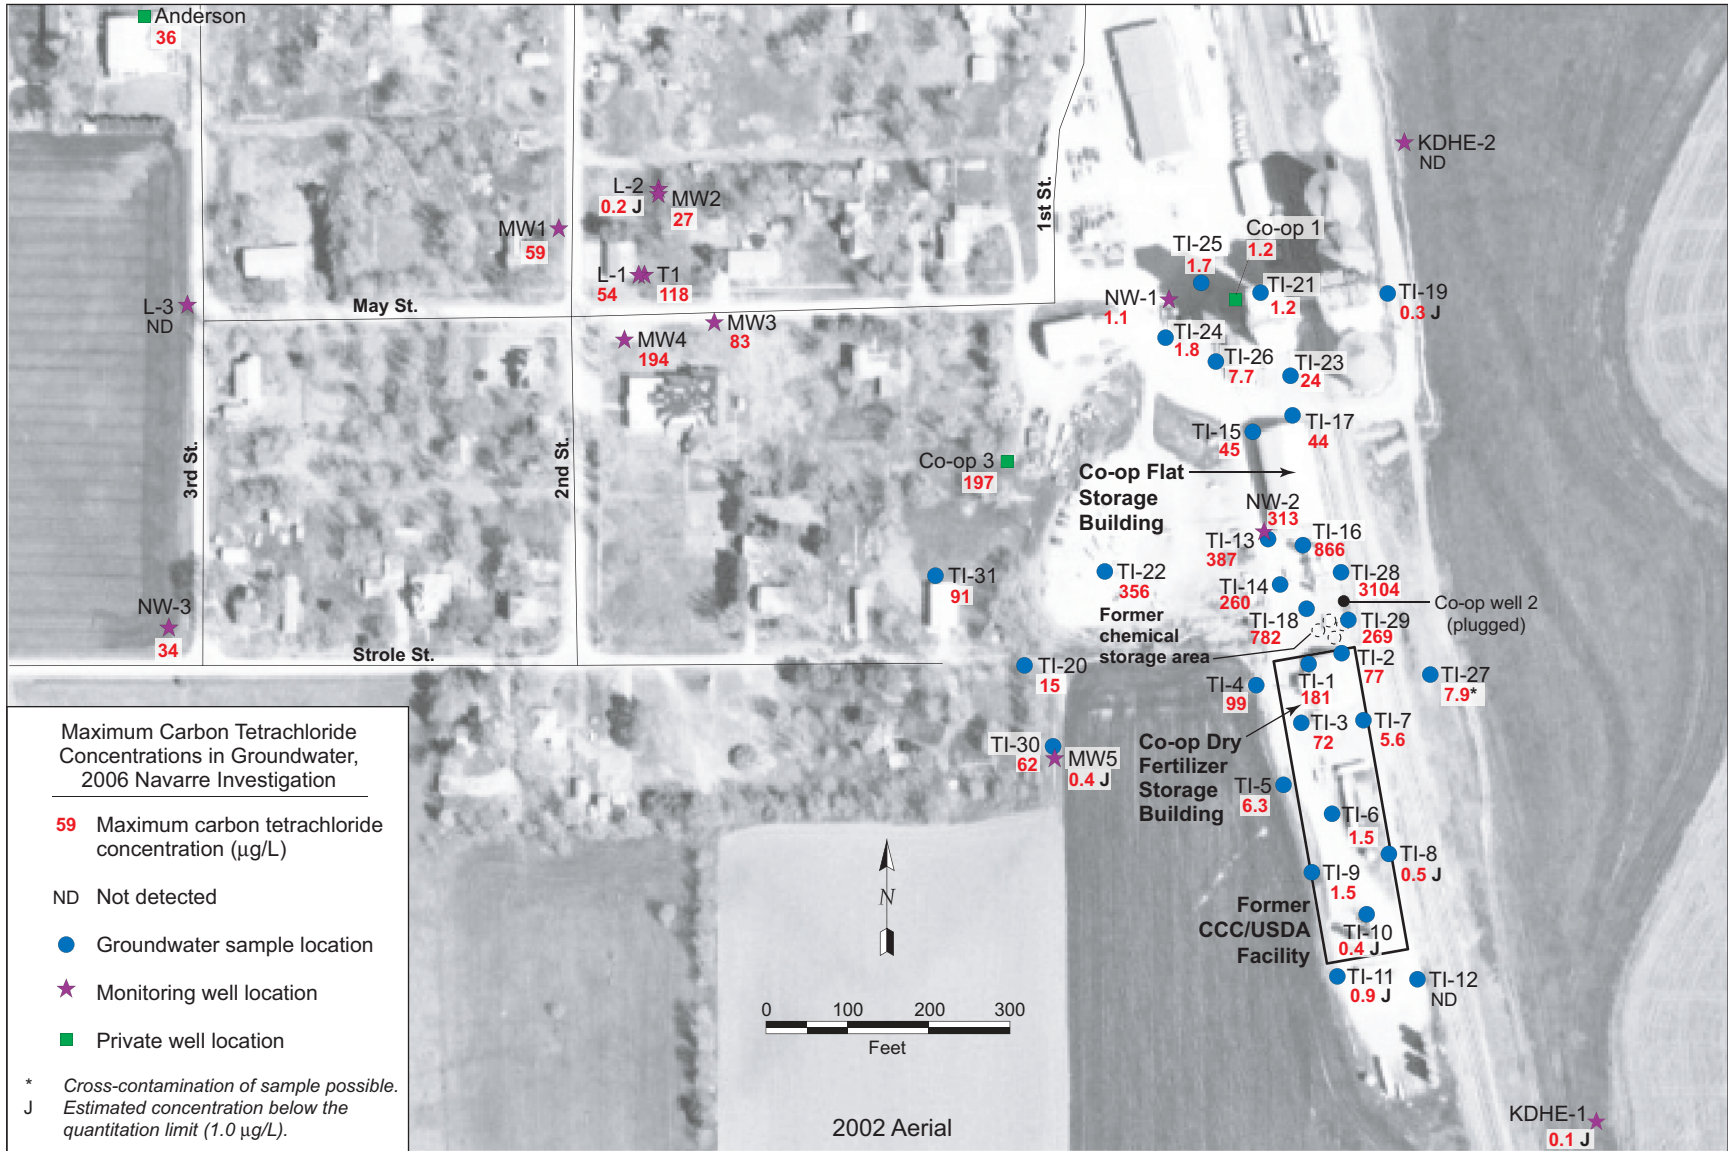 Anderson
36
KDHE-2
ND
L-2
0.2 J
MW2
27
MW1
59
1st St.
Co-op 1
1.2
TI-25
1.7
L-1
54
T1
118
NW-1
1.1
TI-21
1.2
TI-19
0.3 J
L-3
ND
May St.
MW3
83
MW4
194
TI-24
1.8
TI-26
7.7
TI-23
24
3rd St.
2nd St.
TI-15
45
TI-17
44
Co-op 3
197
Co-op Flat
Storage
Building
NW-2
313
TI-13
387
TI-16
866
TI-31
91
TI-22
356
TI-14
260
TI-28
3104
Co-op well 2
(plugged)
NW-3
34
Former
chemical
storage area
TI-18
782
TI-29
269
Strole St.
TI-20
15
TI-4
99
TI-1
181
TI-2
77
TI-27
7.9*
TI-3
72
TI-7
5.6
TI-30
62
MW5
0.4 J
Co-op Dry
Fertilizer
Storage
Building
TI-5
6.3
TI-6
1.5
TI-8
0.5 J
TI-9
1.5
Former
CCC/USDA
Facility
TI-10
0.4 J
TI-11
0.9 J
TI-12
ND
KDHE-1
0.1 J
Maximum Carbon Tetrachloride
Concentrations in Groundwater,
2006 Navarre Investigation
59 Maximum carbon tetrachloride
concentration (µg/L)
ND Not detected
Groundwater sample location
Monitoring well location
Private well location
* Cross-contamination of sample possible.
J Estimated concentration below the
quantitation limit (1.0 µg/L).
N
0 100 200 300
Feet
2002 Aerial